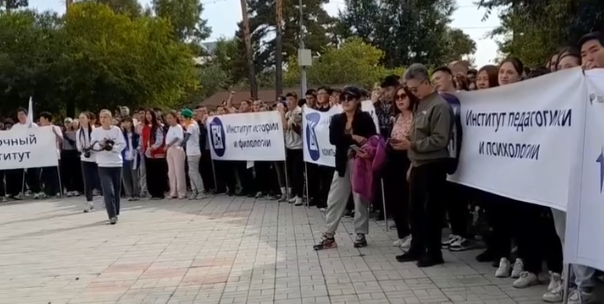 очный
титут
Институт истории
и филологии
Институт педагогики
и психологии